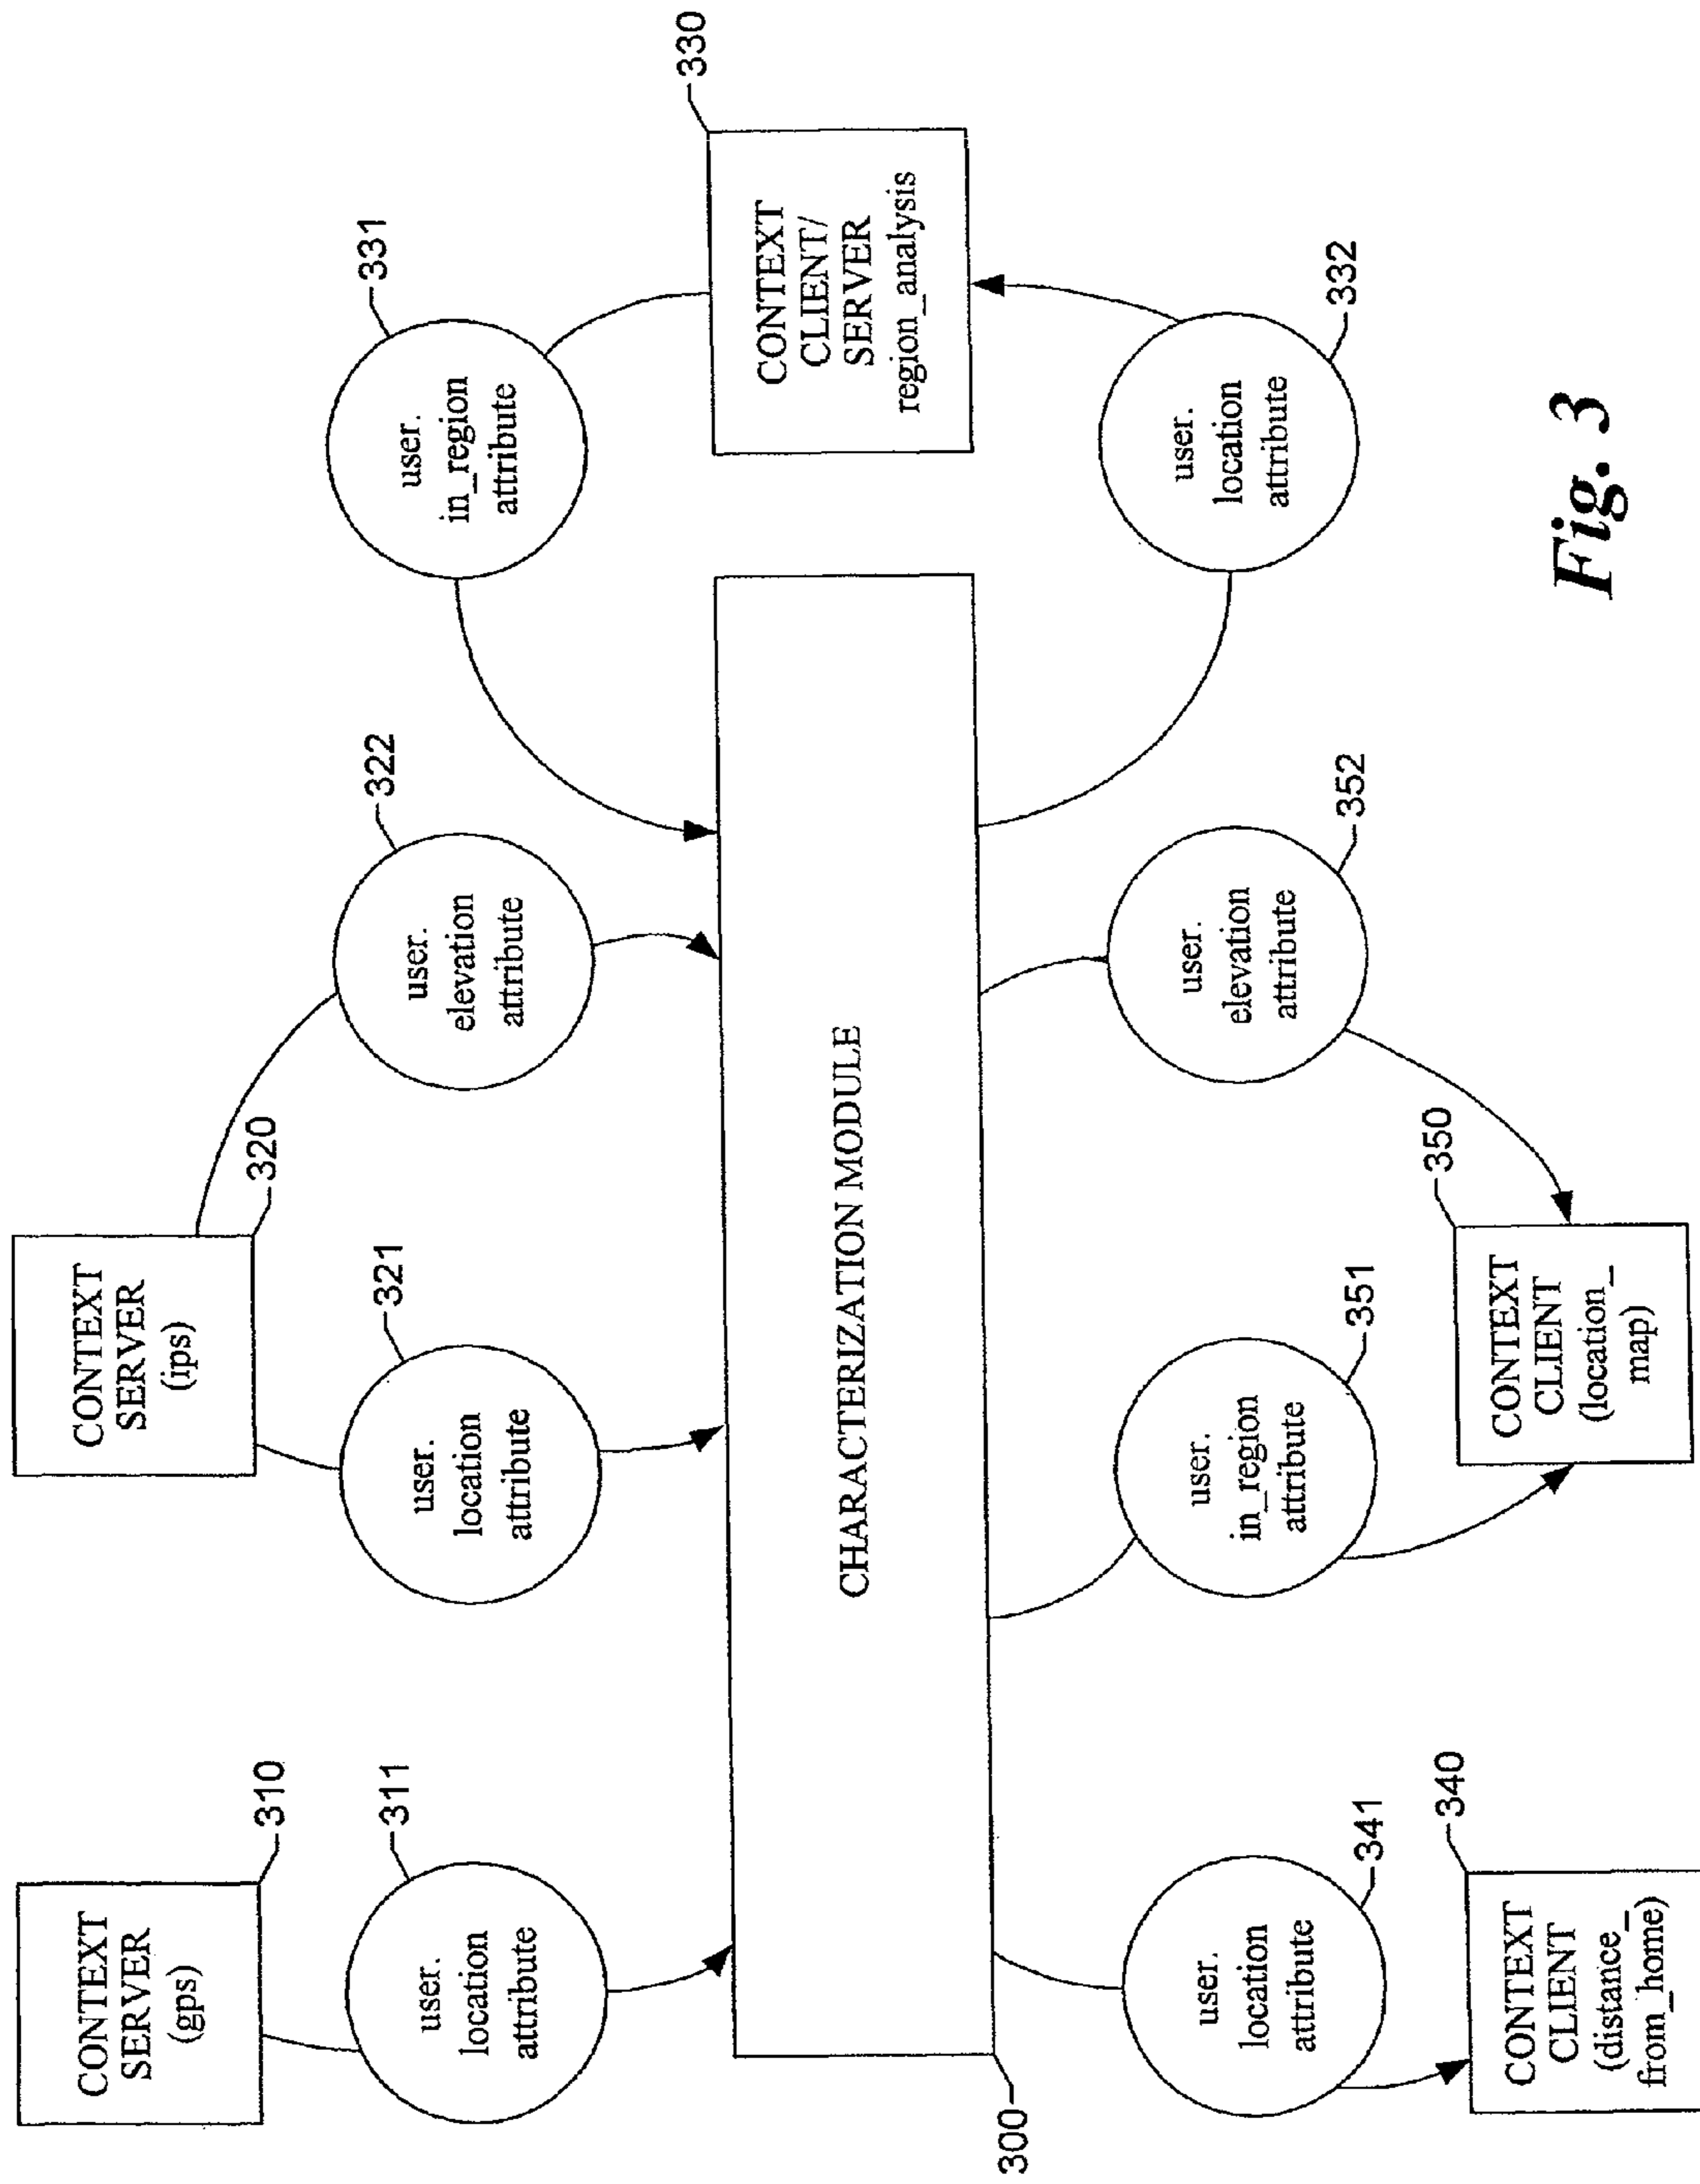 CONTEXT
SERVER
(gps)
310
user.
location
attribute
311
CONTEXT
SERVER
(ips)
320
user.
location
attribute
321
user.
elevation
attribute
322
user.
in_region
attribute
331
CONTEXT
CLIENT/
SERVER
region_analysis
330
CHARACTERIZATION MODULE
300
user.
location
attribute
341
CONTEXT
CLIENT
(distance_
from_home)
340
user.
in_region
attribute
351
user.
elevation
attribute
352
CONTEXT
CLIENT
(location_
map)
350
user.
location
attribute
332
Fig. 3